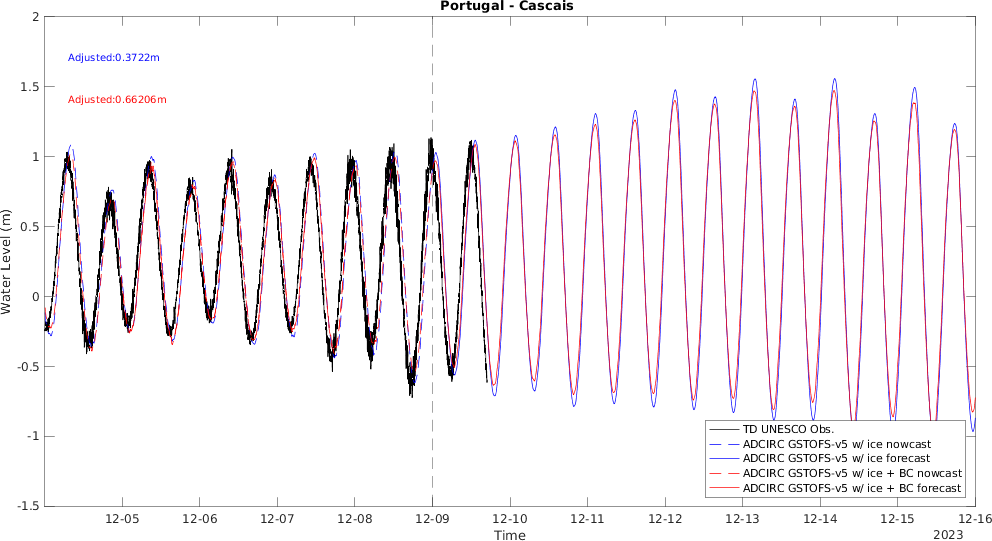 Portugal - Cascais
Adjusted:0.3722m
Adjusted:0.66206m
Water Level (m)
2
1.5
1
0.5
0
-0.5
-1
-1.5
TD UNESCO Obs.
ADCIRC GSTOFS-v5 w/ ice nowcast
ADCIRC GSTOFS-v5 w/ ice forecast
ADCIRC GSTOFS-v5 w/ ice + BC nowcast
ADCIRC GSTOFS-v5 w/ ice + BC forecast
12-05 12-06 12-07 12-08 12-09 12-10 12-11 12-12 12-13 12-14 12-15 12-16
Time
2023